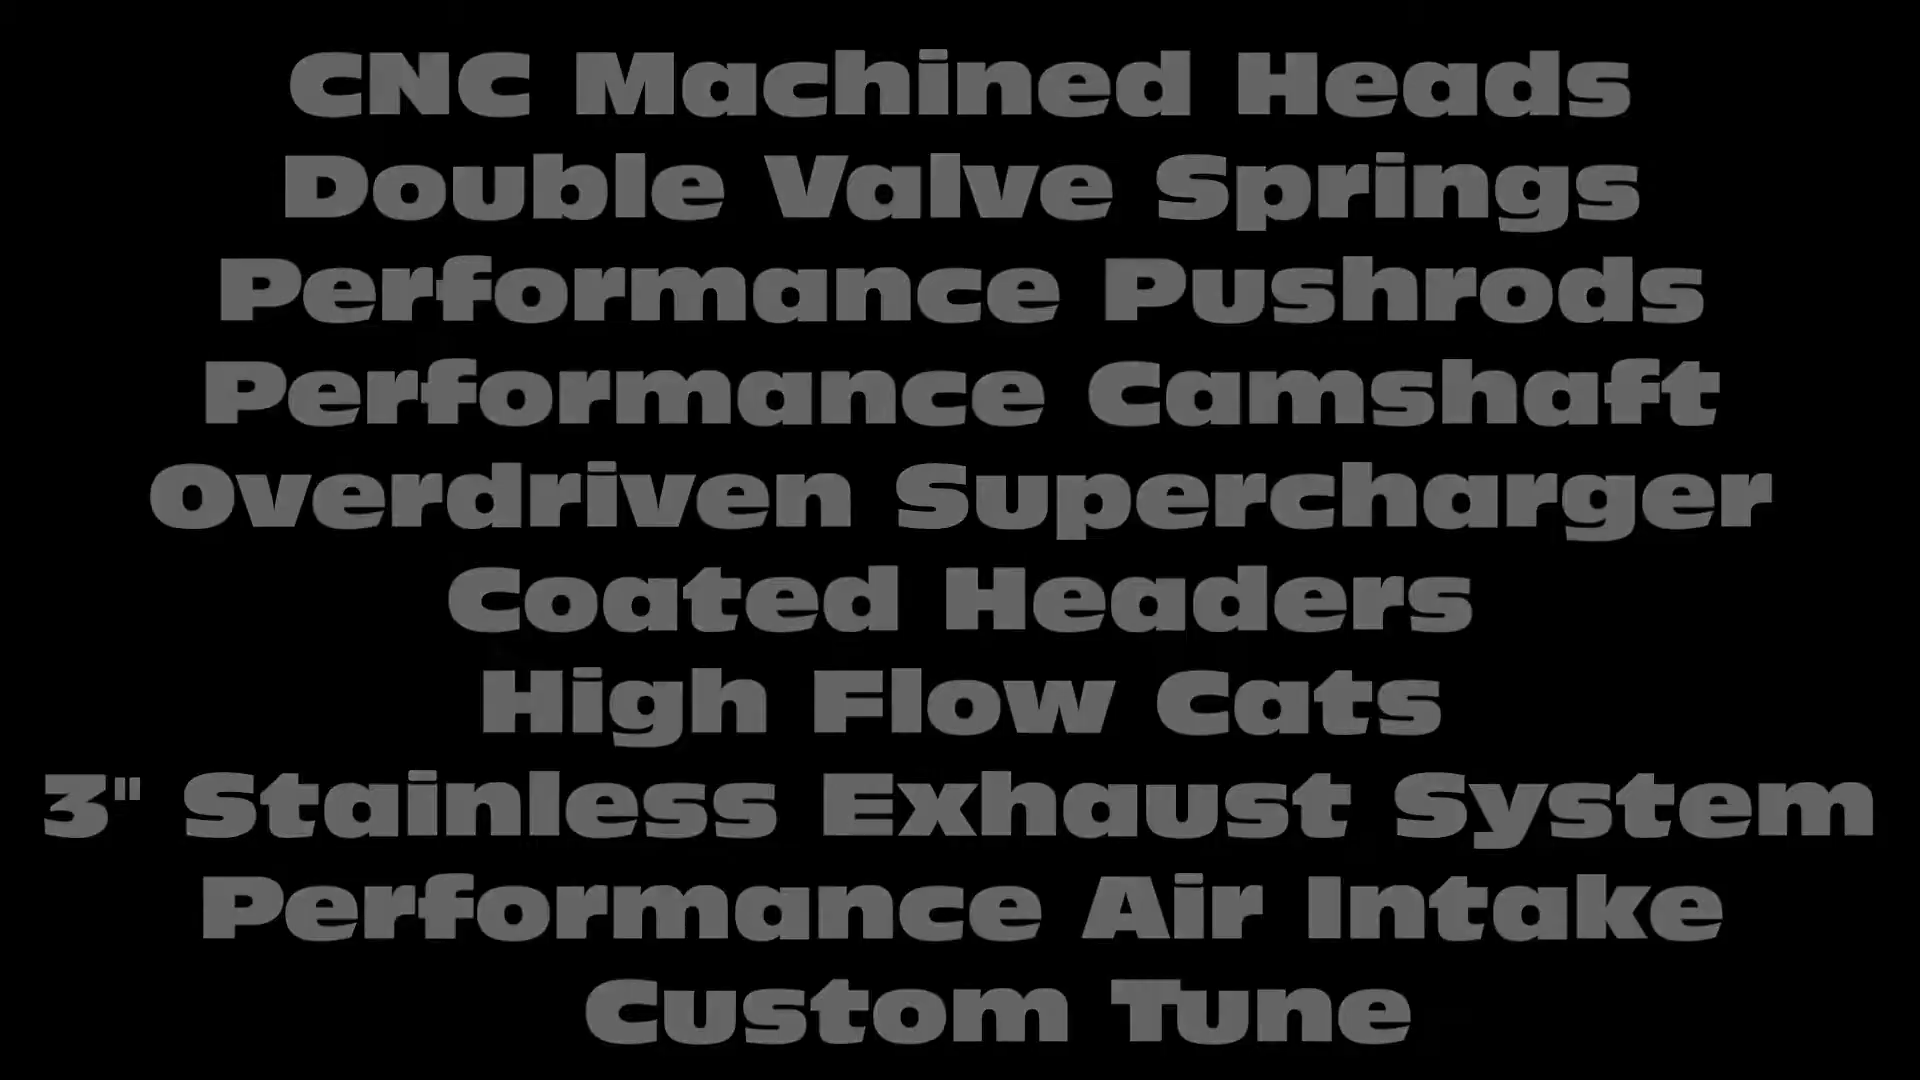 CNC Machined Heads
Double Valve Springs
Performance Pushrods
Performance Camshaft
Overdriven Supercharger
Coated Headers
High Flow Cats
3" Stainless Exhaust System
Performance Air Intake
Custom Tune